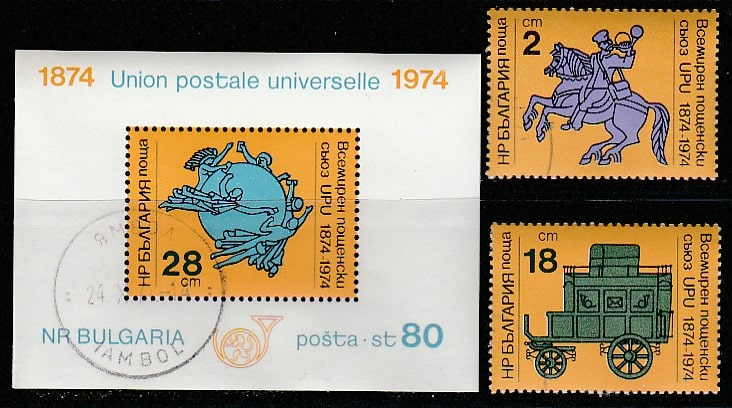 1874 Union postale universelle 1974
НР БЪЛГАРИЯ поща
28 cm
Всемирен пощенски
съюз UPU 1874-1974
NR BULGARIA pošta · st 80
ЯМБОЛ
24.
IAMBOL
2 cm
НР БЪЛГАРИЯ поща
Всемирен пощенски
съюз UPU 1874-1974
18 cm
НР БЪЛГАРИЯ поща
Всемирен пощенски
съюз UPU 1874-1974